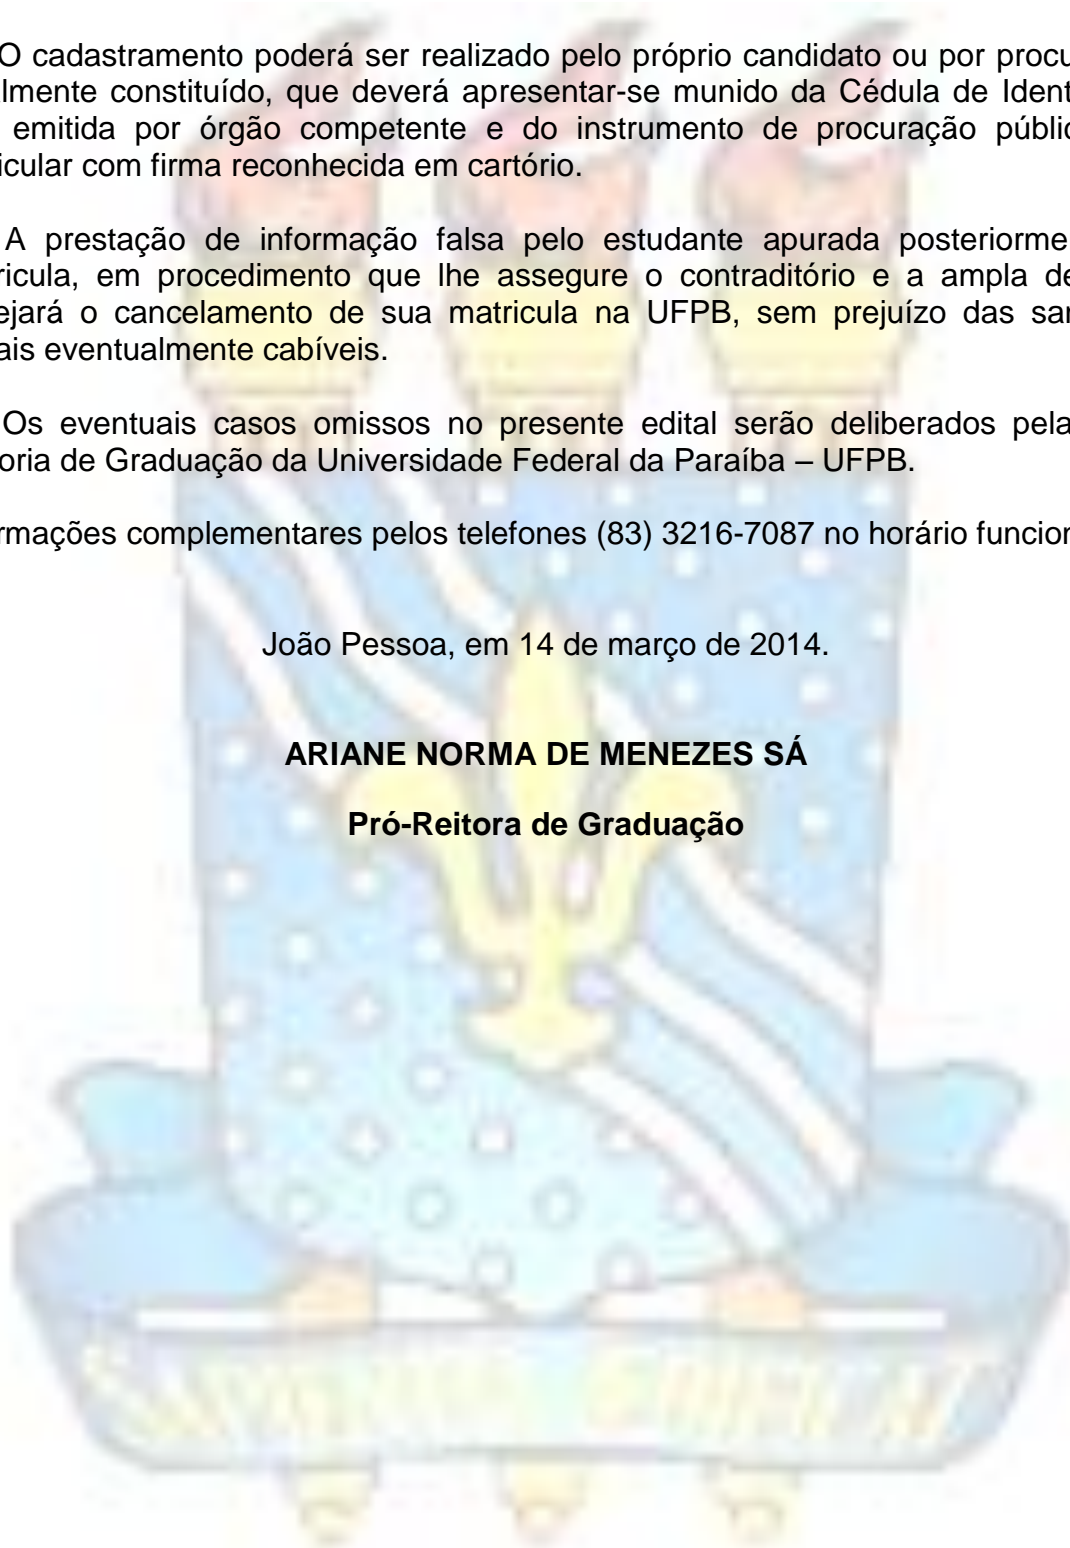 O cadastramento poderá ser realizado pelo próprio candidato ou por procu
lmente constituído, que deverá apresentar-se munido da Cédula de Ident
emitida por órgão competente e do instrumento de procuração públic
icular com firma reconhecida em cartório.
A prestação de informação falsa pelo estudante apurada posteriorme
ricula, em procedimento que lhe assegure o contraditório e a ampla de
ejará o cancelamento de sua matricula na UFPB, sem prejuízo das sa
ais eventualmente cabíveis.
Os eventuais casos omissos no presente edital serão deliberados pela
oria de Graduação da Universidade Federal da Paraíba – UFPB.
rmações complementares pelos telefones (83) 3216-7087 no horário funcior
João Pessoa, em 14 de março de 2014.
ARIANE NORMA DE MENEZES SÁ
Pró-Reitora de Graduação